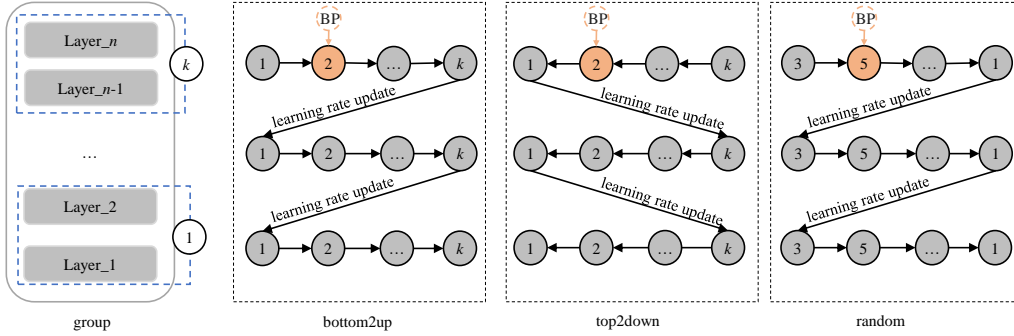 Layer_n
Layer_n-1
k
…
Layer_2
1
Layer_1
group
BP
1 2 … k
learning rate update
1 2 … k
learning rate update
1 2 … k
bottom2up
BP
1 2 … k
learning rate update
1 2 … k
learning rate update
1 2 … k
top2down
BP
3 5 … 1
learning rate update
3 5 … 1
learning rate update
3 5 … 1
random